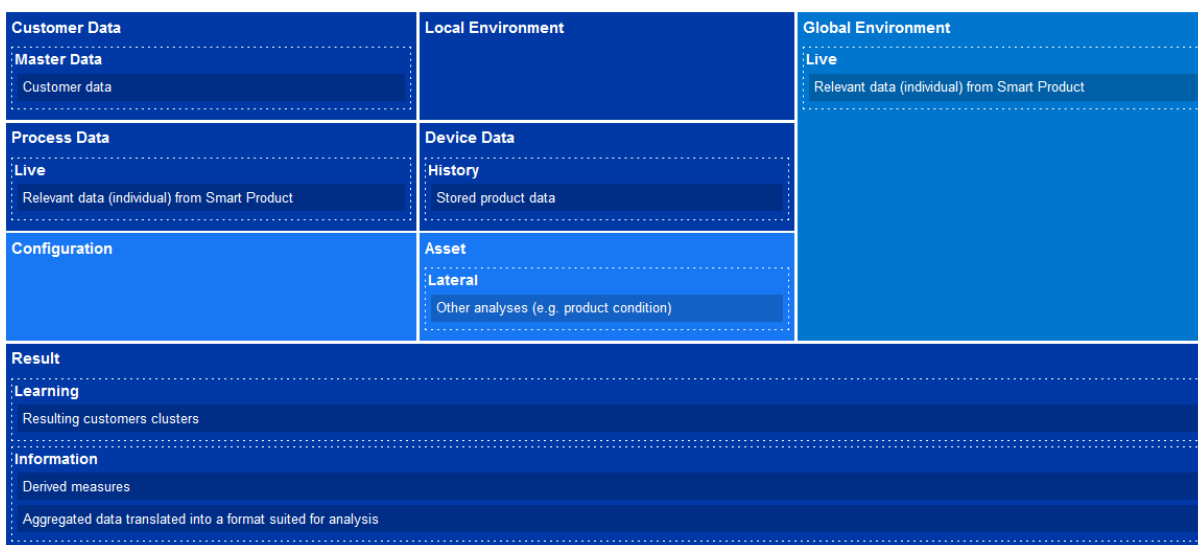 Customer Data
Master Data
Customer data
Local Environment
Global Environment
Live
Relevant data (individual) from Smart Product
Process Data
Live
Relevant data (individual) from Smart Product
Device Data
History
Stored product data
Configuration
Asset
Lateral
Other analyses (e.g. product condition)
Result
Learning
Resulting customers clusters
Information
Derived measures
Aggregated data translated into a format suited for analysis